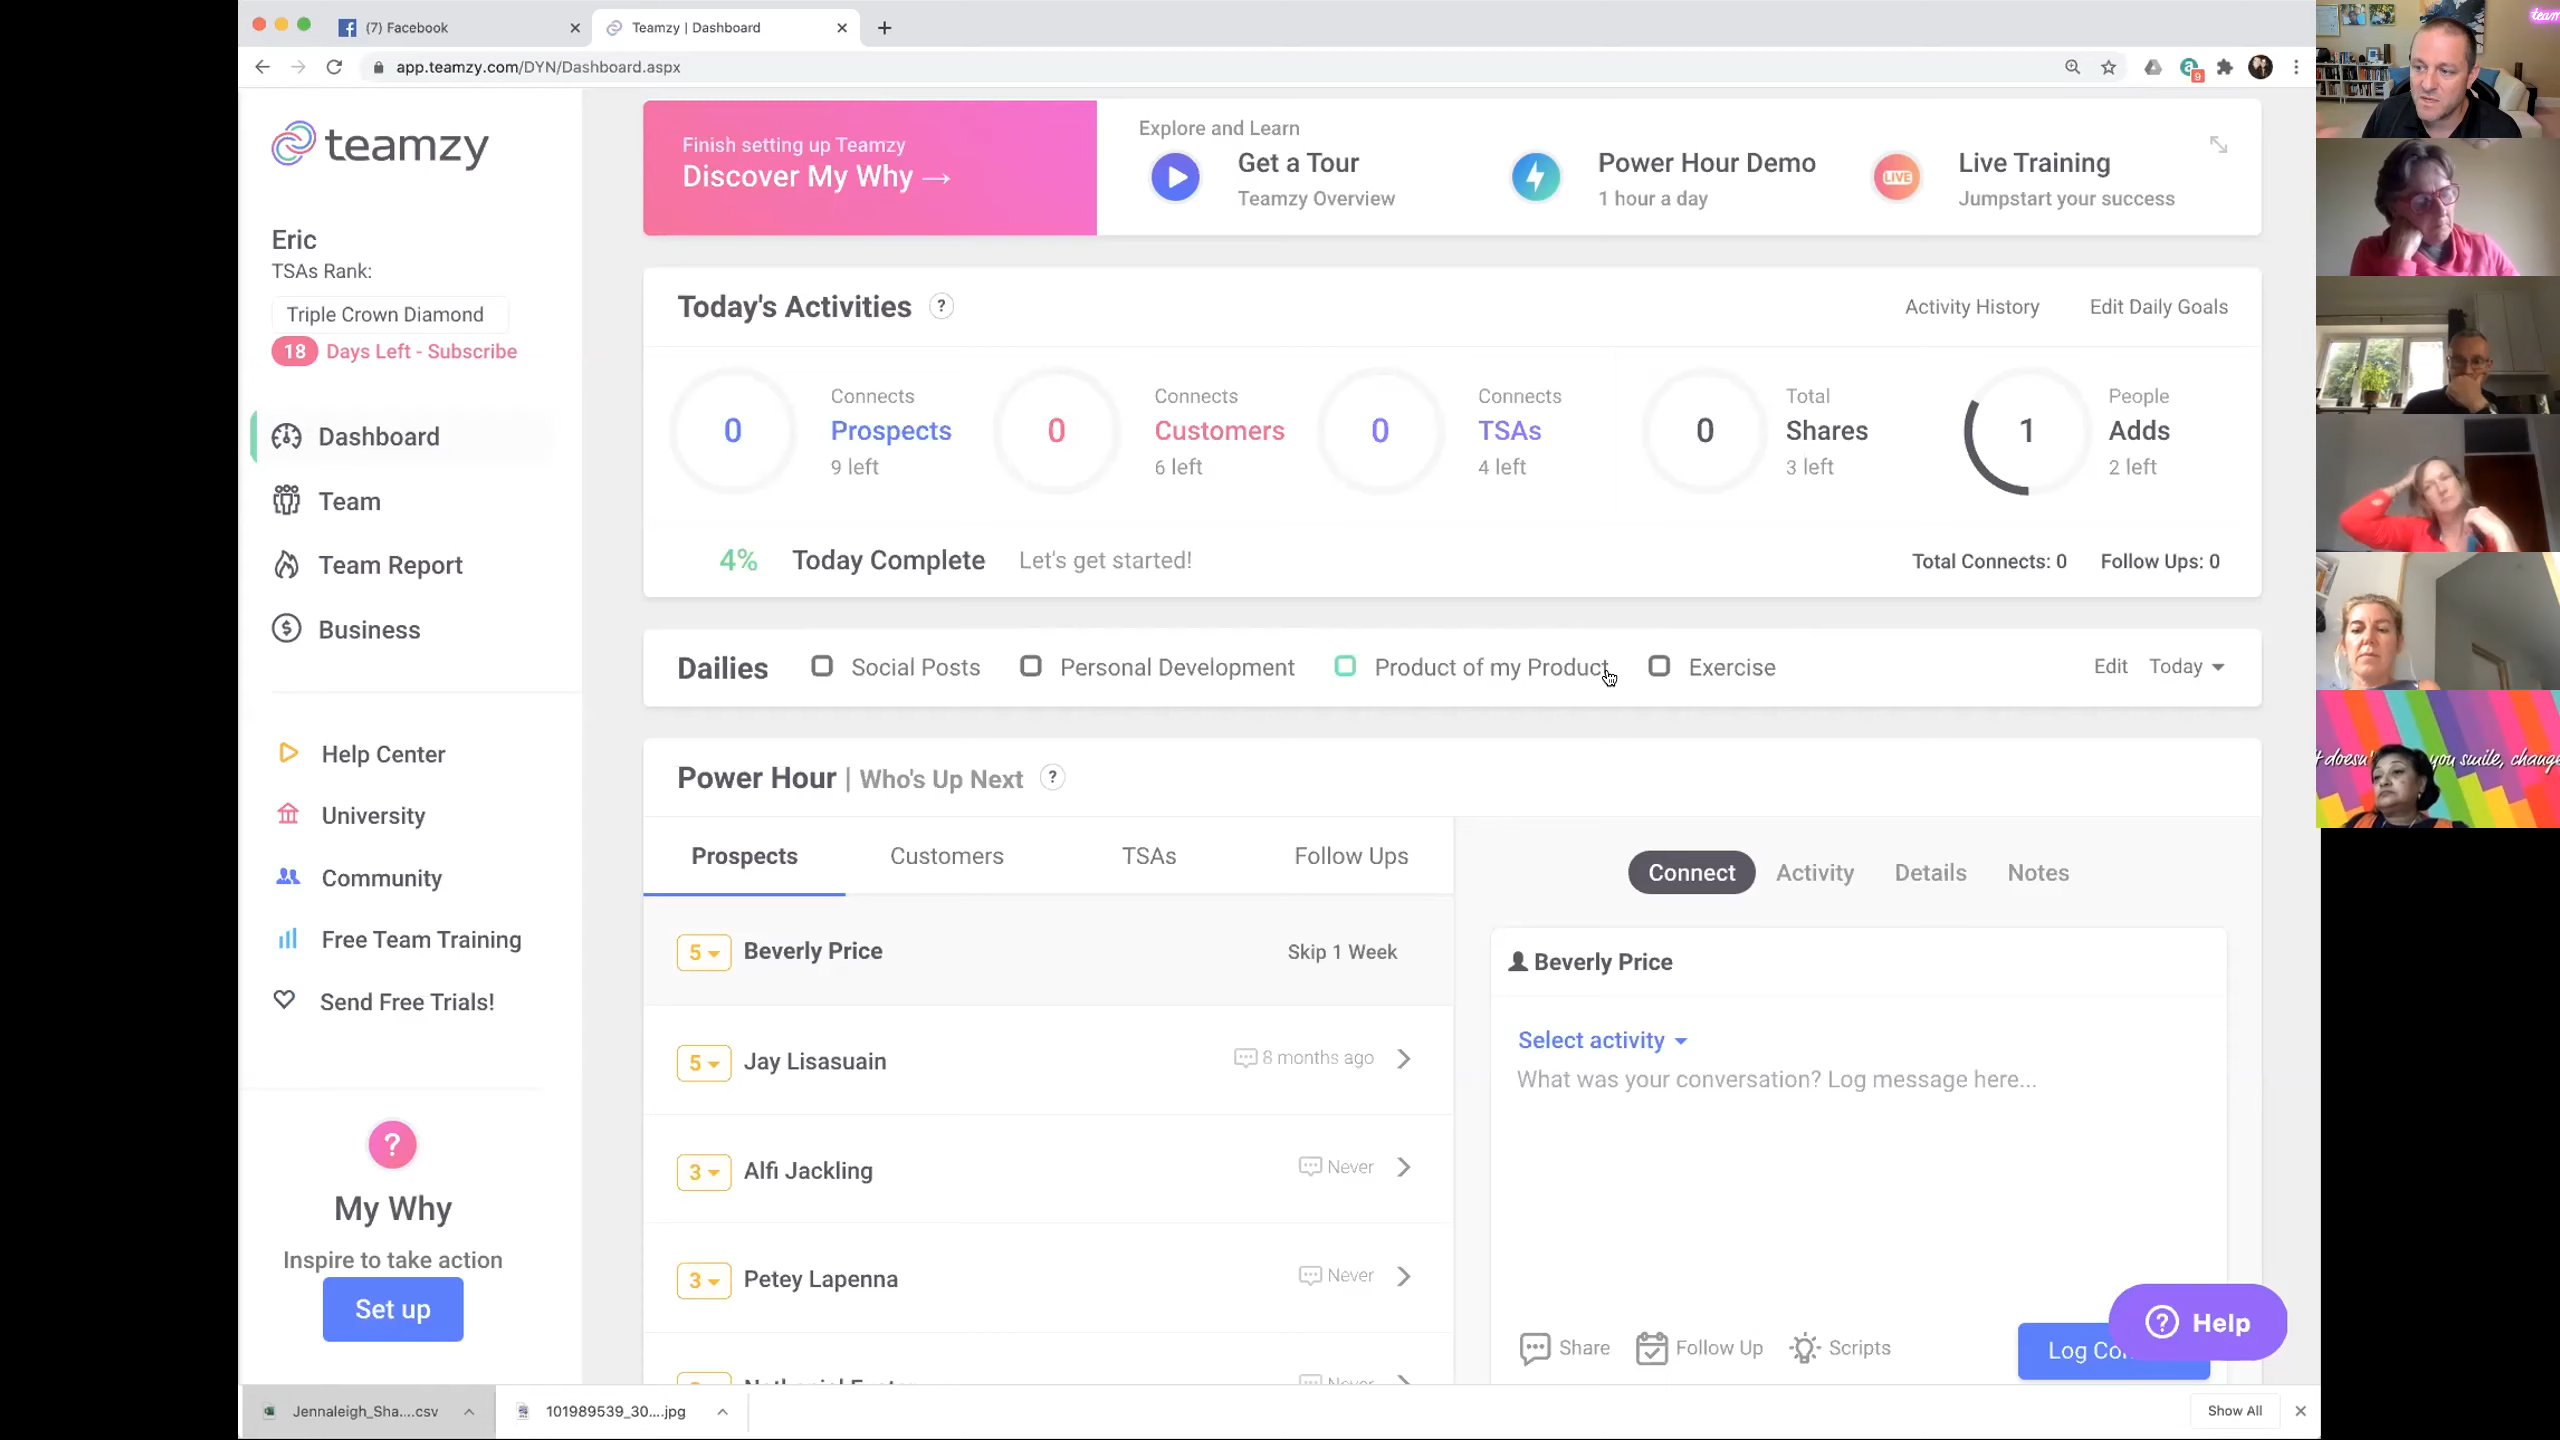 (7) Facebook
Teamzy | Dashboard
app.teamzy.com/DYN/Dashboard.aspx
9
team
teamzy
Eric
TSAs Rank:
Triple Crown Diamond
18 Days Left - Subscribe
Dashboard
Team
Team Report
Business
Help Center
University
Community
Free Team Training
Send Free Trials!
?
My Why
Inspire to take action
Set up
Finish setting up Teamzy
Discover My Why →
Explore and Learn
Get a Tour
Teamzy Overview
Power Hour Demo
1 hour a day
LIVE
Live Training
Jumpstart your success
Today's Activities ?
Activity History
Edit Daily Goals
0
Connects
Prospects
9 left
0
Connects
Customers
6 left
0
Connects
TSAs
4 left
0
Total
Shares
3 left
1
People
Adds
2 left
4% Today Complete Let's get started!
Total Connects: 0 Follow Ups: 0
Dailies Social Posts Personal Development Product of my Product Exercise
Edit Today
Power Hour | Who's Up Next ?
Prospects Customers TSAs Follow Ups
5 Beverly Price Skip 1 Week
5 Jay Lisasuain 8 months ago
3 Alfi Jackling Never
3 Petey Lapenna Never
Never
Connect Activity Details Notes
Beverly Price
Select activity
What was your conversation? Log message here...
Share Follow Up Scripts
Log Co
? Help
Jennaleigh_Sha....csv
101989539_30....jpg
Show All
t doesn' you smile, change